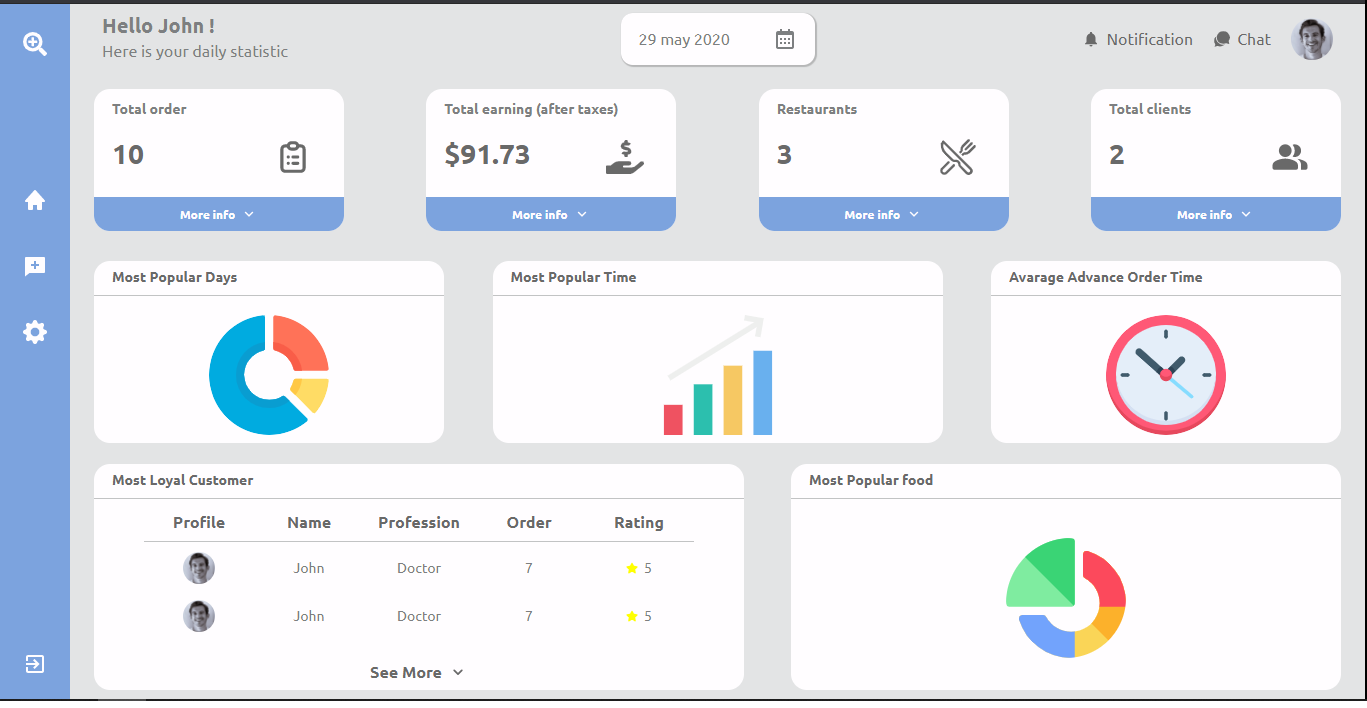 Hello John !
Here is your daily statistic
29 may 2020
Notification
Chat
Total order
10
More info
Total earning (after taxes)
$91.73
More info
Restaurants
3
More info
Total clients
2
More info
Most Popular Days
Most Popular Time
Avarage Advance Order Time
Most Loyal Customer
Profile Name Profession Order Rating
John Doctor 7 5
John Doctor 7 5
See More
Most Popular food